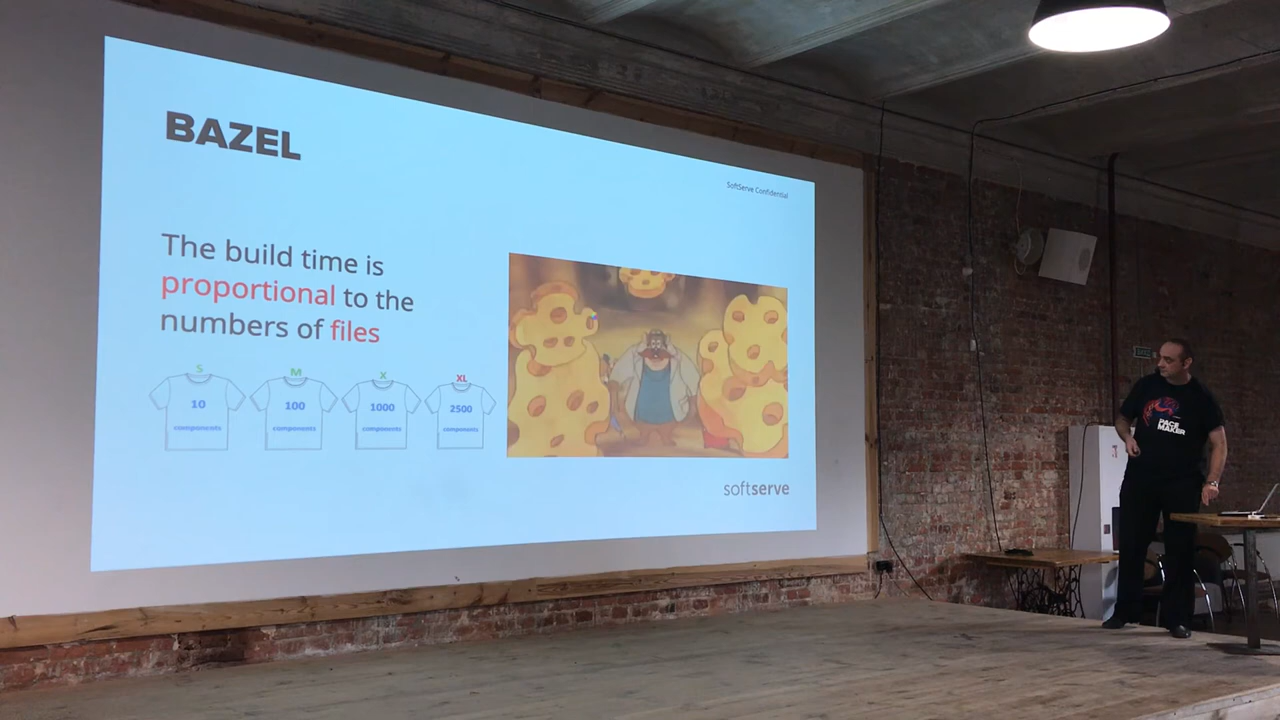 BAZEL
SoftServe Confidential
The build time is
proportional to the
numbers of files
S
M
X
XL
10
components
100
components
1000
components
2500
components
softserve
PACE
MAKER